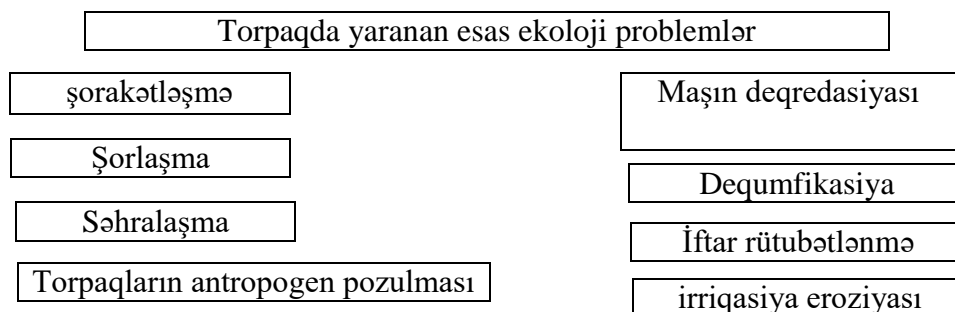 Torpaqda yaranan esas ekoloji problemlər
şorakətləşmə
Şorlaşma
Səhralaşma
Torpaqların antropogen pozulması
Maşın deqredasiyası
Dequmfikasiya
İftar rütubətlənmə
irriqasiya eroziyası